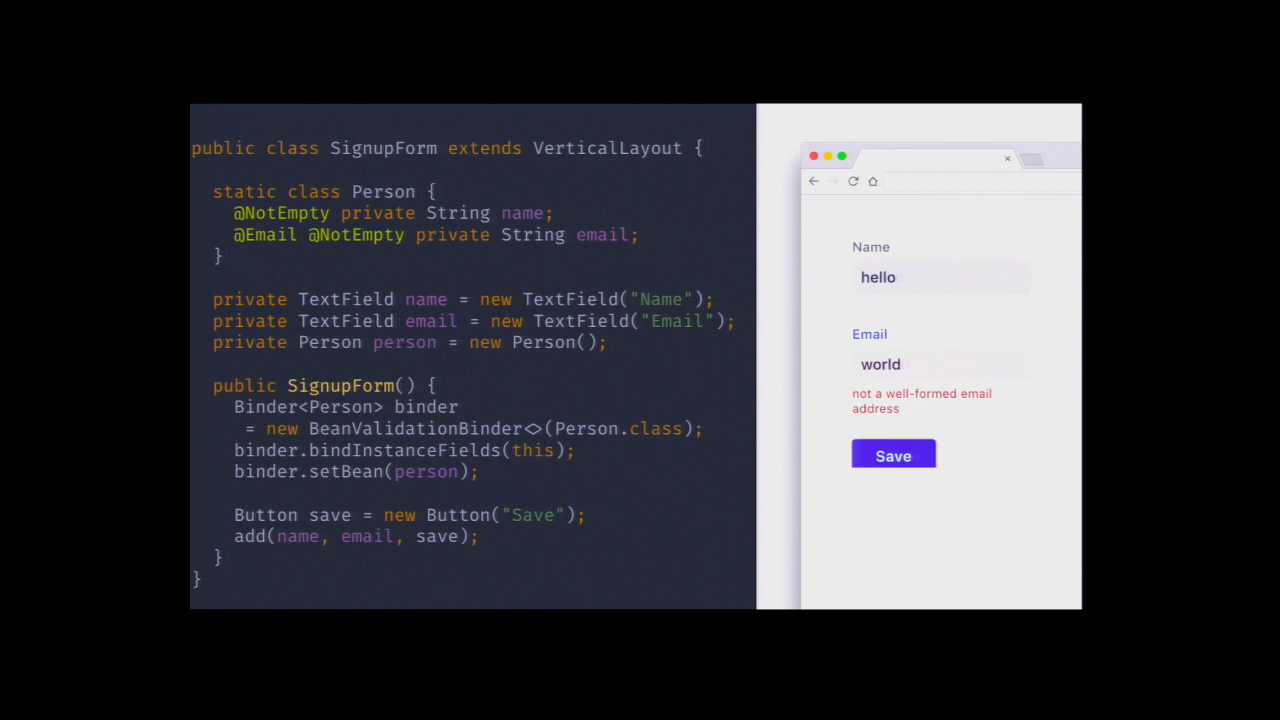 public class SignupForm extends VerticalLayout {
static class Person {
@NotEmpty private String name;
@Email @NotEmpty private String email;
}
private TextField name = new TextField("Name");
private TextField email = new TextField("Email");
private Person person = new Person();
public SignupForm() {
Binder<Person> binder
= new BeanValidationBinder<>(Person.class);
binder.bindInstanceFields(this);
binder.setBean(person);
Button save = new Button("Save");
add(name, email, save);
}
}
Name
hello
Email
world
not a well-formed email
address
Save